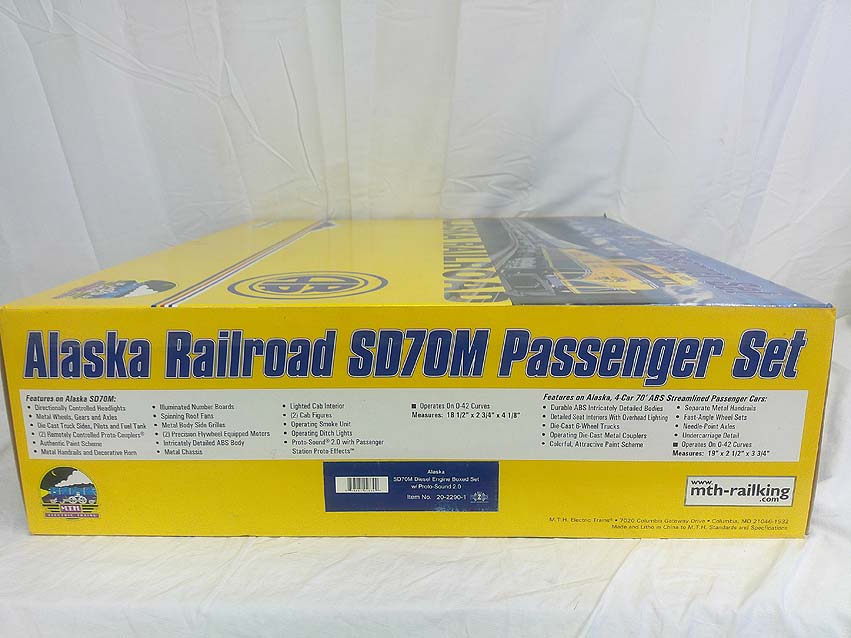 ALASKA RAILROAD
Alaska Railroad SD70M Passenger Set
Features on Alaska SD70M:
• Directionally Controlled Headlights
• Metal Wheels, Gears and Axles
• Die-Cast Truck Sides, Pilots and Fuel Tank
• (2) Remotely Controlled Proto-Couplers®
• Authentic Paint Scheme
• Metal Handrails and Decorative Horn
• Illuminated Number Boards
• Spinning Roof Fans
• Metal Body Side Grilles
• (2) Precision Flywheel Equipped Motors
• Intricately Detailed ABS Body
• Metal Chassis
• Lighted Cab Interior
• (2) Cab Figures
• Operating Smoke Unit
• Operating Ditch Lights
• Proto-Sound® 2.0 with Passenger
Station Proto-Effects™
■ Operates On O-42 Curves
Measures: 18 1/2" x 2 3/4" x 4 1/8"
Features on Alaska, 4-Car 70' ABS Streamlined Passenger Cars:
• Durable ABS Intricately Detailed Bodies
• Detailed Seat Interiors With Overhead Lighting
• Die-Cast 6-Wheel Trucks
• Operating Die-Cast Metal Couplers
• Colorful, Attractive Paint Scheme
• Separate Metal Handrails
• Fast-Angle Wheel Sets
• Needle-Point Axles
• Undercarriage Detail
■ Operates On O-42 Curves
Measures: 19" x 2 1/2" x 3 3/4"
M.T.H.
ELECTRIC TRAINS
Alaska
SD70M Diesel Engine Boxed Set
w/Proto-Sound 2.0
Item No. 20-2290-1
www.
mth-railking
.com
M.T.H. Electric Trains® • 7020 Columbia Gateway Drive • Columbia, MD 21046-1532
Made and Litho in China to M.T.H. Standards and Specifications